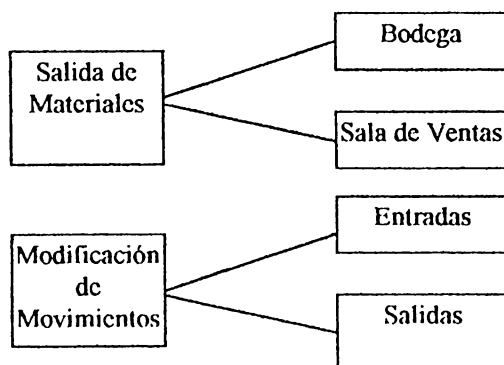 Salida de
Materiales
Bodega
Sala de Ventas
Modificación
de
Movimientos
Entradas
Salidas